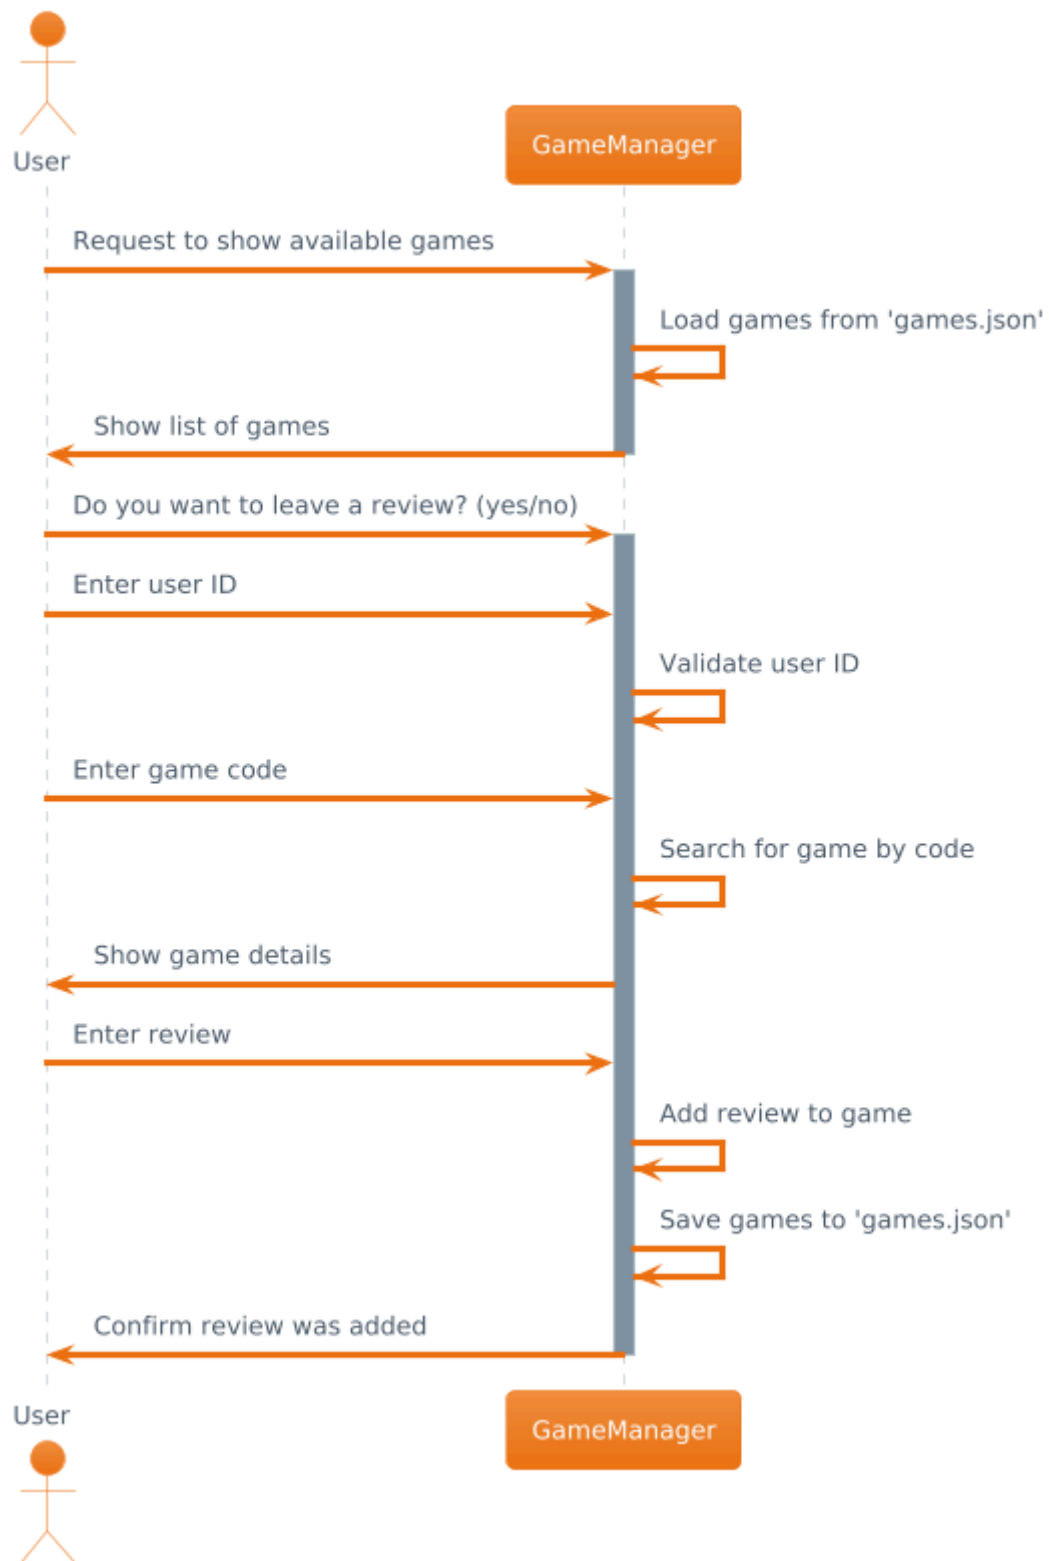 User
GameManager
Request to show available games
Load games from 'games.json'
Show list of games
Do you want to leave a review? (yes/no)
Enter user ID
Validate user ID
Enter game code
Search for game by code
Show game details
Enter review
Add review to game
Save games to 'games.json'
Confirm review was added
User
GameManager